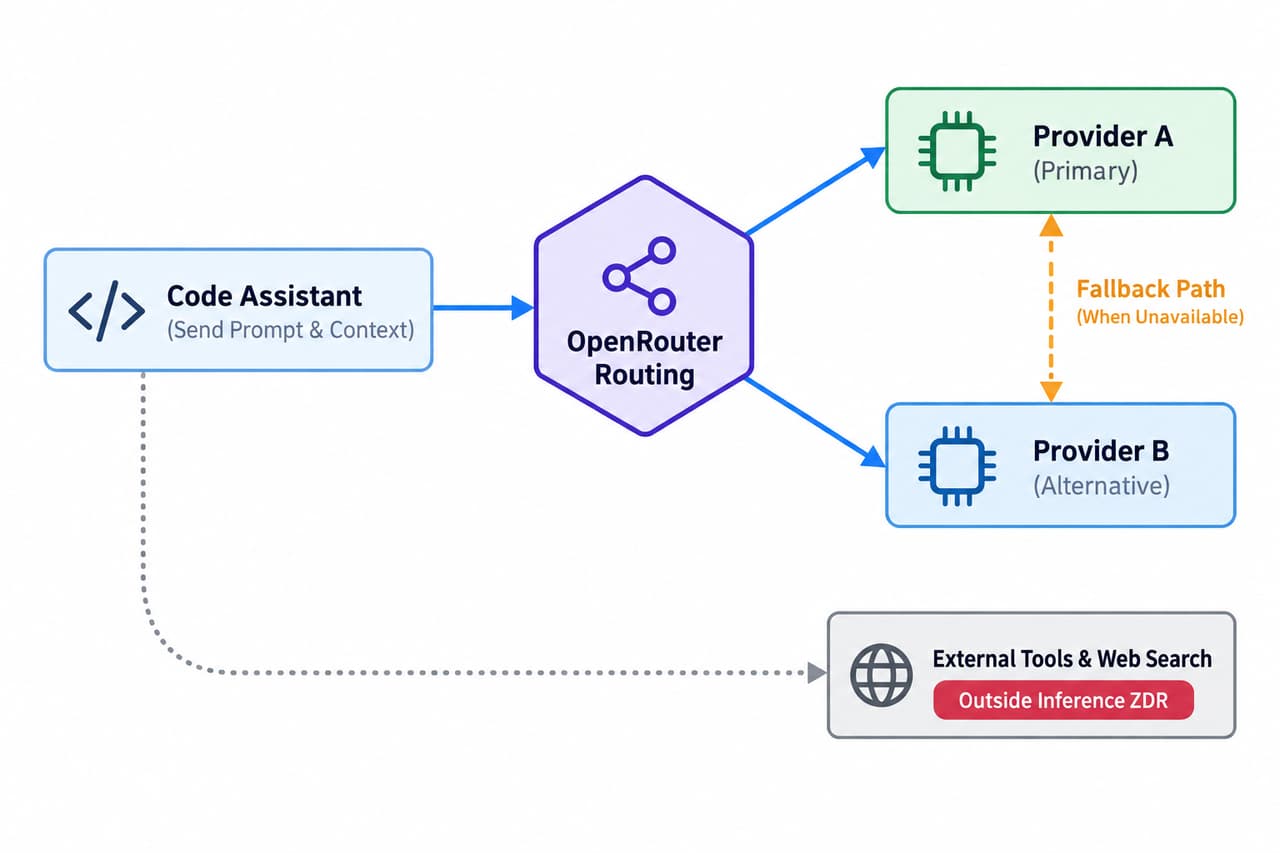 Code Assistant
(Send Prompt & Context)
OpenRouter
Routing
Provider A
(Primary)
Fallback Path
(When Unavailable)
Provider B
(Alternative)
External Tools & Web Search
Outside Inference ZDR